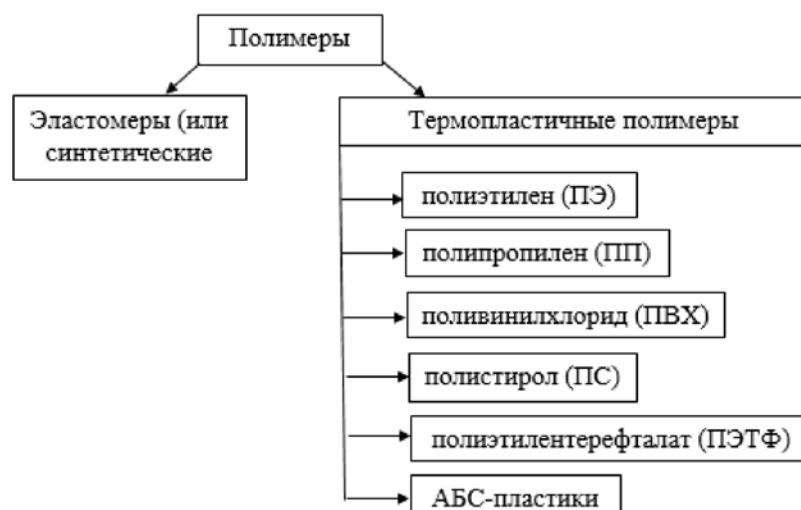 Полимеры
Эластомеры (или
синтетические
Термопластичные полимеры
полиэтилен (ПЭ)
полипропилен (ПП)
поливинилхлорид (ПВХ)
полистирол (ПС)
полиэтилентерефталат (ПЭТФ)
АБС-пластики